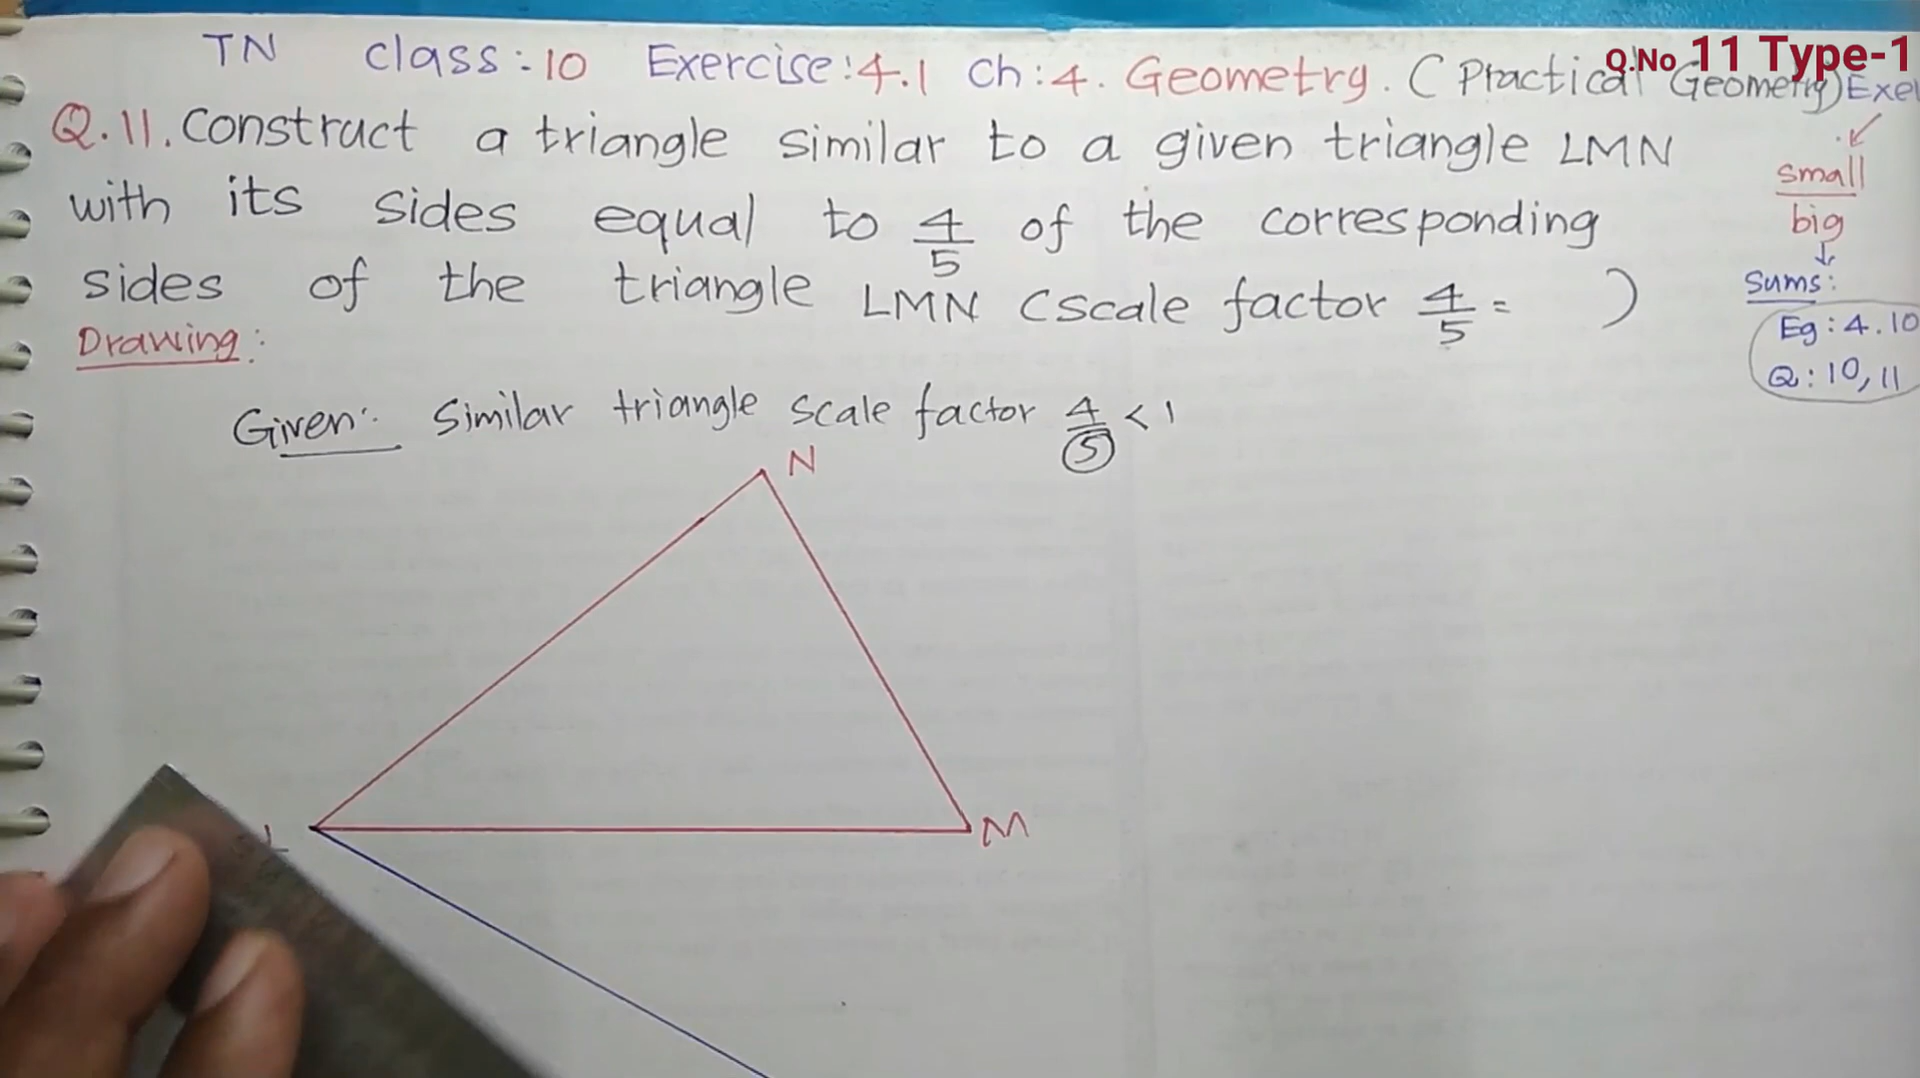 TN class:10 Exercise:4.1 Ch:4. Geometry. (Practical Geometry) Exe
Q.No 11 Type-1
Q.11. Construct a triangle similar to a given triangle LMN
with its sides equal to 4/5 of the corresponding
sides of the triangle LMN (Scale factor 4/5 = )
small
big
Sums:
Eg: 4.10
Q: 10, 11
Drawing:
Given: Similar triangle scale factor 4/5 < 1
N
L
M